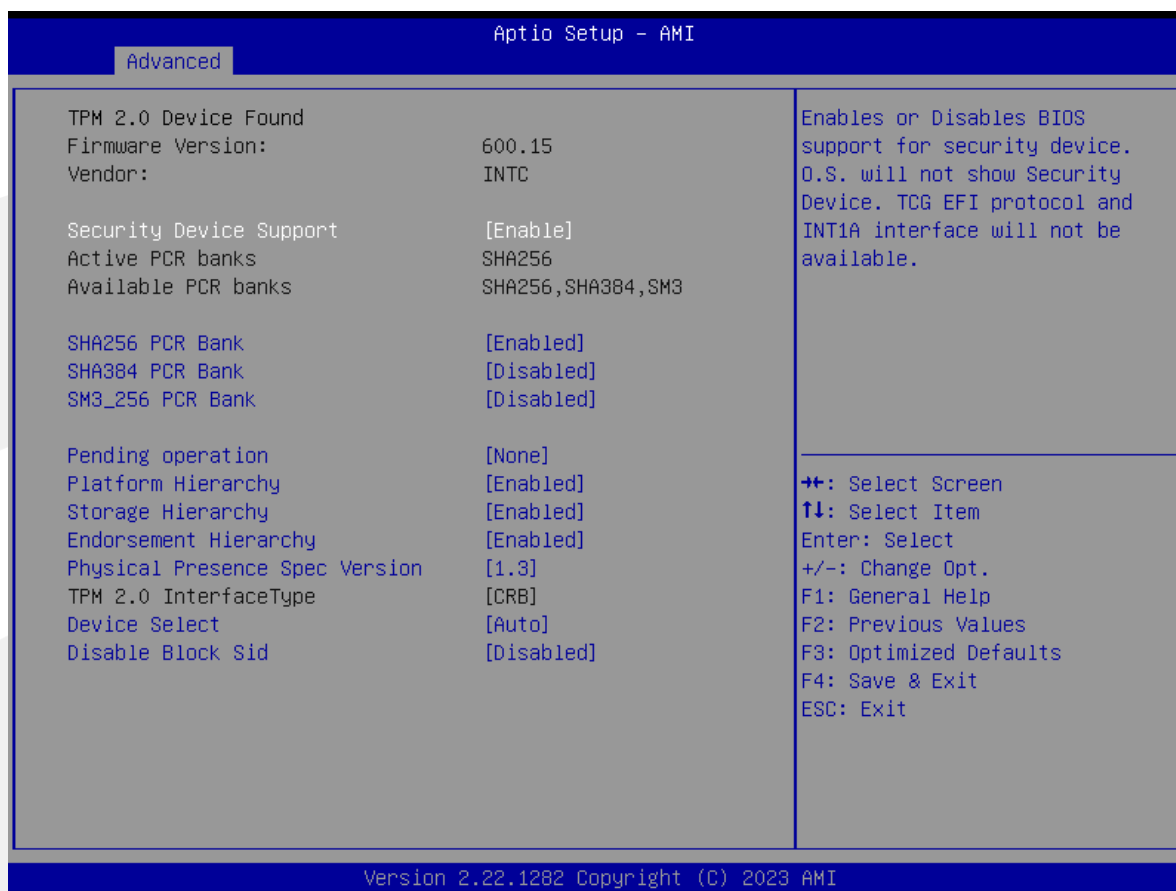 Aptio Setup – AMI
Advanced
TPM 2.0 Device Found
Firmware Version: 600.15
Vendor: INTC
Security Device Support [Enable]
Active PCR banks SHA256
Available PCR banks SHA256,SHA384,SM3
SHA256 PCR Bank [Enabled]
SHA384 PCR Bank [Disabled]
SM3_256 PCR Bank [Disabled]
Pending operation [None]
Platform Hierarchy [Enabled]
Storage Hierarchy [Enabled]
Endorsement Hierarchy [Enabled]
Physical Presence Spec Version [1.3]
TPM 2.0 InterfaceType [CRB]
Device Select [Auto]
Disable Block Sid [Disabled]
Enables or Disables BIOS
support for security device.
O.S. will not show Security
Device. TCG EFI protocol and
INT1A interface will not be
available.
→←: Select Screen
↑↓: Select Item
Enter: Select
+/-: Change Opt.
F1: General Help
F2: Previous Values
F3: Optimized Defaults
F4: Save & Exit
ESC: Exit
Version 2.22.1282 Copyright (C) 2023 AMI